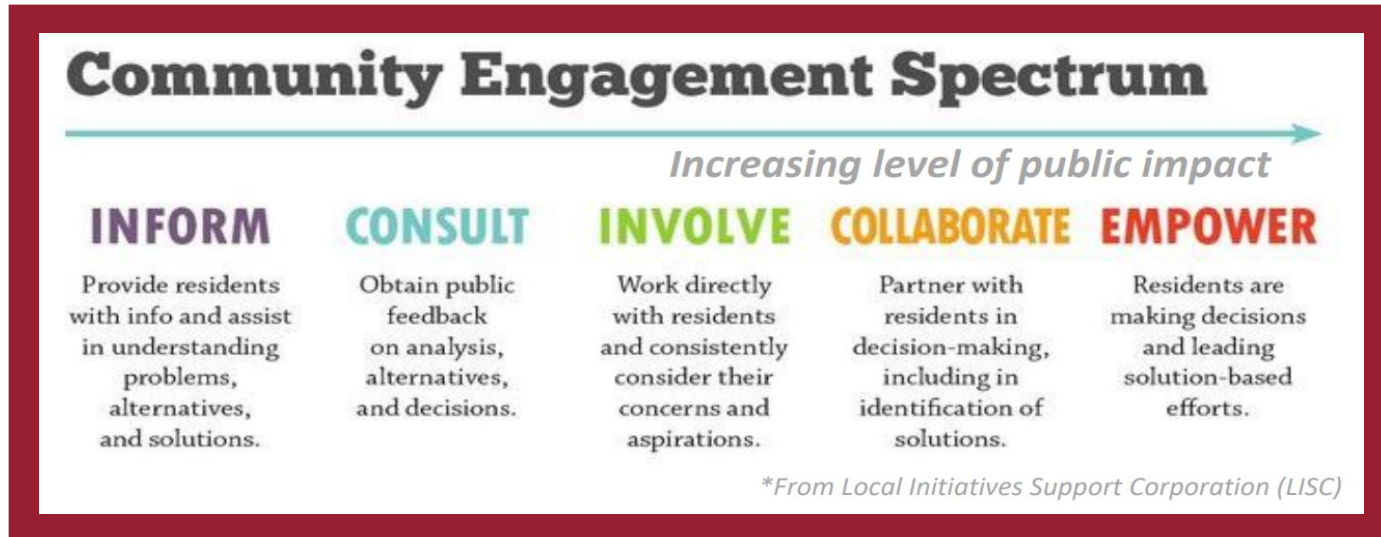 Community Engagement Spectrum
Increasing level of public impact
INFORM
Provide residents
with info and assist
in understanding
problems,
alternatives,
and solutions.
CONSULT
Obtain public
feedback
on analysis,
alternatives,
and decisions.
INVOLVE
Work directly
with residents
and consistently
consider their
concerns and
aspirations.
COLLABORATE
Partner with
residents in
decision-making,
including in
identification of
solutions.
EMPOWER
Residents are
making decisions
and leading
solution-based
efforts.
*From Local Initiatives Support Corporation (LISC)